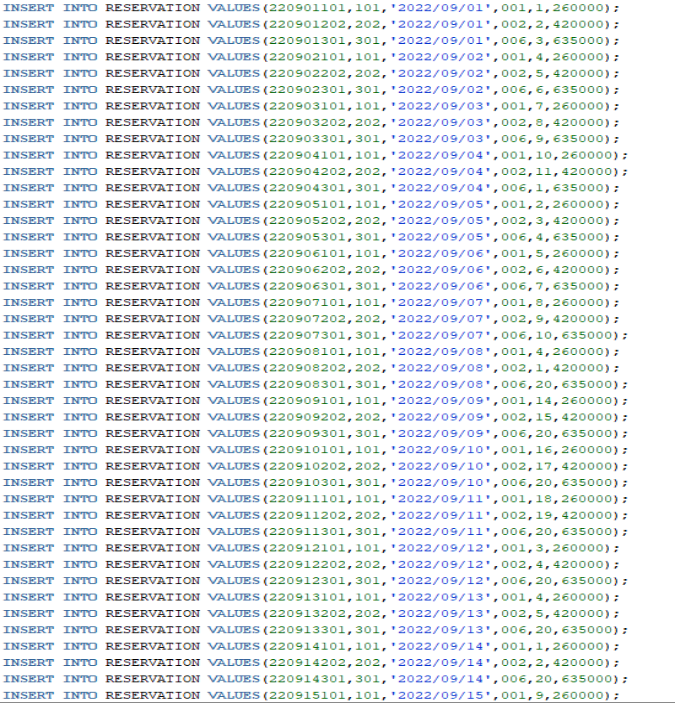 INSERT INTO RESERVATION VALUES(220901101,101,'2022/09/01',001,1,260000);
INSERT INTO RESERVATION VALUES(220901202,202,'2022/09/01',002,2,420000);
INSERT INTO RESERVATION VALUES(220901301,301,'2022/09/01',006,3,635000);
INSERT INTO RESERVATION VALUES(220902101,101,'2022/09/02',001,4,260000);
INSERT INTO RESERVATION VALUES(220902202,202,'2022/09/02',002,5,420000);
INSERT INTO RESERVATION VALUES(220902301,301,'2022/09/02',006,6,635000);
INSERT INTO RESERVATION VALUES(220903101,101,'2022/09/03',001,7,260000);
INSERT INTO RESERVATION VALUES(220903202,202,'2022/09/03',002,8,420000);
INSERT INTO RESERVATION VALUES(220903301,301,'2022/09/03',006,9,635000);
INSERT INTO RESERVATION VALUES(220904101,101,'2022/09/04',001,10,260000);
INSERT INTO RESERVATION VALUES(220904202,202,'2022/09/04',002,11,420000);
INSERT INTO RESERVATION VALUES(220904301,301,'2022/09/04',006,1,635000);
INSERT INTO RESERVATION VALUES(220905101,101,'2022/09/05',001,2,260000);
INSERT INTO RESERVATION VALUES(220905202,202,'2022/09/05',002,3,420000);
INSERT INTO RESERVATION VALUES(220905301,301,'2022/09/05',006,4,635000);
INSERT INTO RESERVATION VALUES(220906101,101,'2022/09/06',001,5,260000);
INSERT INTO RESERVATION VALUES(220906202,202,'2022/09/06',002,6,420000);
INSERT INTO RESERVATION VALUES(220906301,301,'2022/09/06',006,7,635000);
INSERT INTO RESERVATION VALUES(220907101,101,'2022/09/07',001,8,260000);
INSERT INTO RESERVATION VALUES(220907202,202,'2022/09/07',002,9,420000);
INSERT INTO RESERVATION VALUES(220907301,301,'2022/09/07',006,10,635000);
INSERT INTO RESERVATION VALUES(220908101,101,'2022/09/08',001,4,260000);
INSERT INTO RESERVATION VALUES(220908202,202,'2022/09/08',002,1,420000);
INSERT INTO RESERVATION VALUES(220908301,301,'2022/09/08',006,20,635000);
INSERT INTO RESERVATION VALUES(220909101,101,'2022/09/09',001,14,260000);
INSERT INTO RESERVATION VALUES(220909202,202,'2022/09/09',002,15,420000);
INSERT INTO RESERVATION VALUES(220909301,301,'2022/09/09',006,20,635000);
INSERT INTO RESERVATION VALUES(220910101,101,'2022/09/10',001,16,260000);
INSERT INTO RESERVATION VALUES(220910202,202,'2022/09/10',002,17,420000);
INSERT INTO RESERVATION VALUES(220910301,301,'2022/09/10',006,20,635000);
INSERT INTO RESERVATION VALUES(220911101,101,'2022/09/11',001,18,260000);
INSERT INTO RESERVATION VALUES(220911202,202,'2022/09/11',002,19,420000);
INSERT INTO RESERVATION VALUES(220911301,301,'2022/09/11',006,20,635000);
INSERT INTO RESERVATION VALUES(220912101,101,'2022/09/12',001,3,260000);
INSERT INTO RESERVATION VALUES(220912202,202,'2022/09/12',002,4,420000);
INSERT INTO RESERVATION VALUES(220912301,301,'2022/09/12',006,20,635000);
INSERT INTO RESERVATION VALUES(220913101,101,'2022/09/13',001,4,260000);
INSERT INTO RESERVATION VALUES(220913202,202,'2022/09/13',002,5,420000);
INSERT INTO RESERVATION VALUES(220913301,301,'2022/09/13',006,20,635000);
INSERT INTO RESERVATION VALUES(220914101,101,'2022/09/14',001,1,260000);
INSERT INTO RESERVATION VALUES(220914202,202,'2022/09/14',002,2,420000);
INSERT INTO RESERVATION VALUES(220914301,301,'2022/09/14',006,20,635000);
INSERT INTO RESERVATION VALUES(220915101,101,'2022/09/15',001,9,260000);